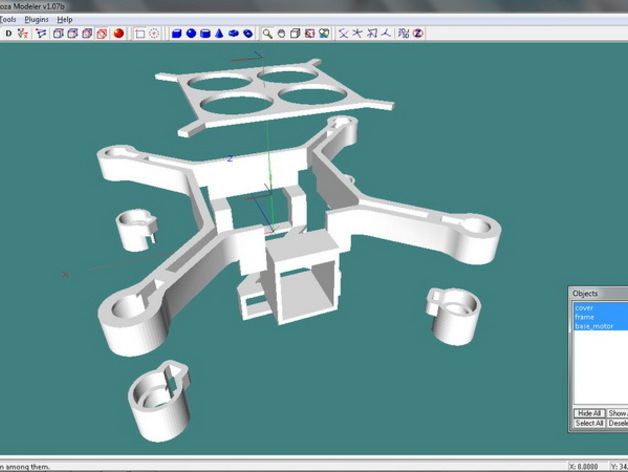 oza Modeler v1.07b
Tools Plugins Help
D
Z
Z
X
Objects
cover
frame
base_motor
Hide All Show
Select All Desele
n among them.
X: 0.0000 Y: 34.